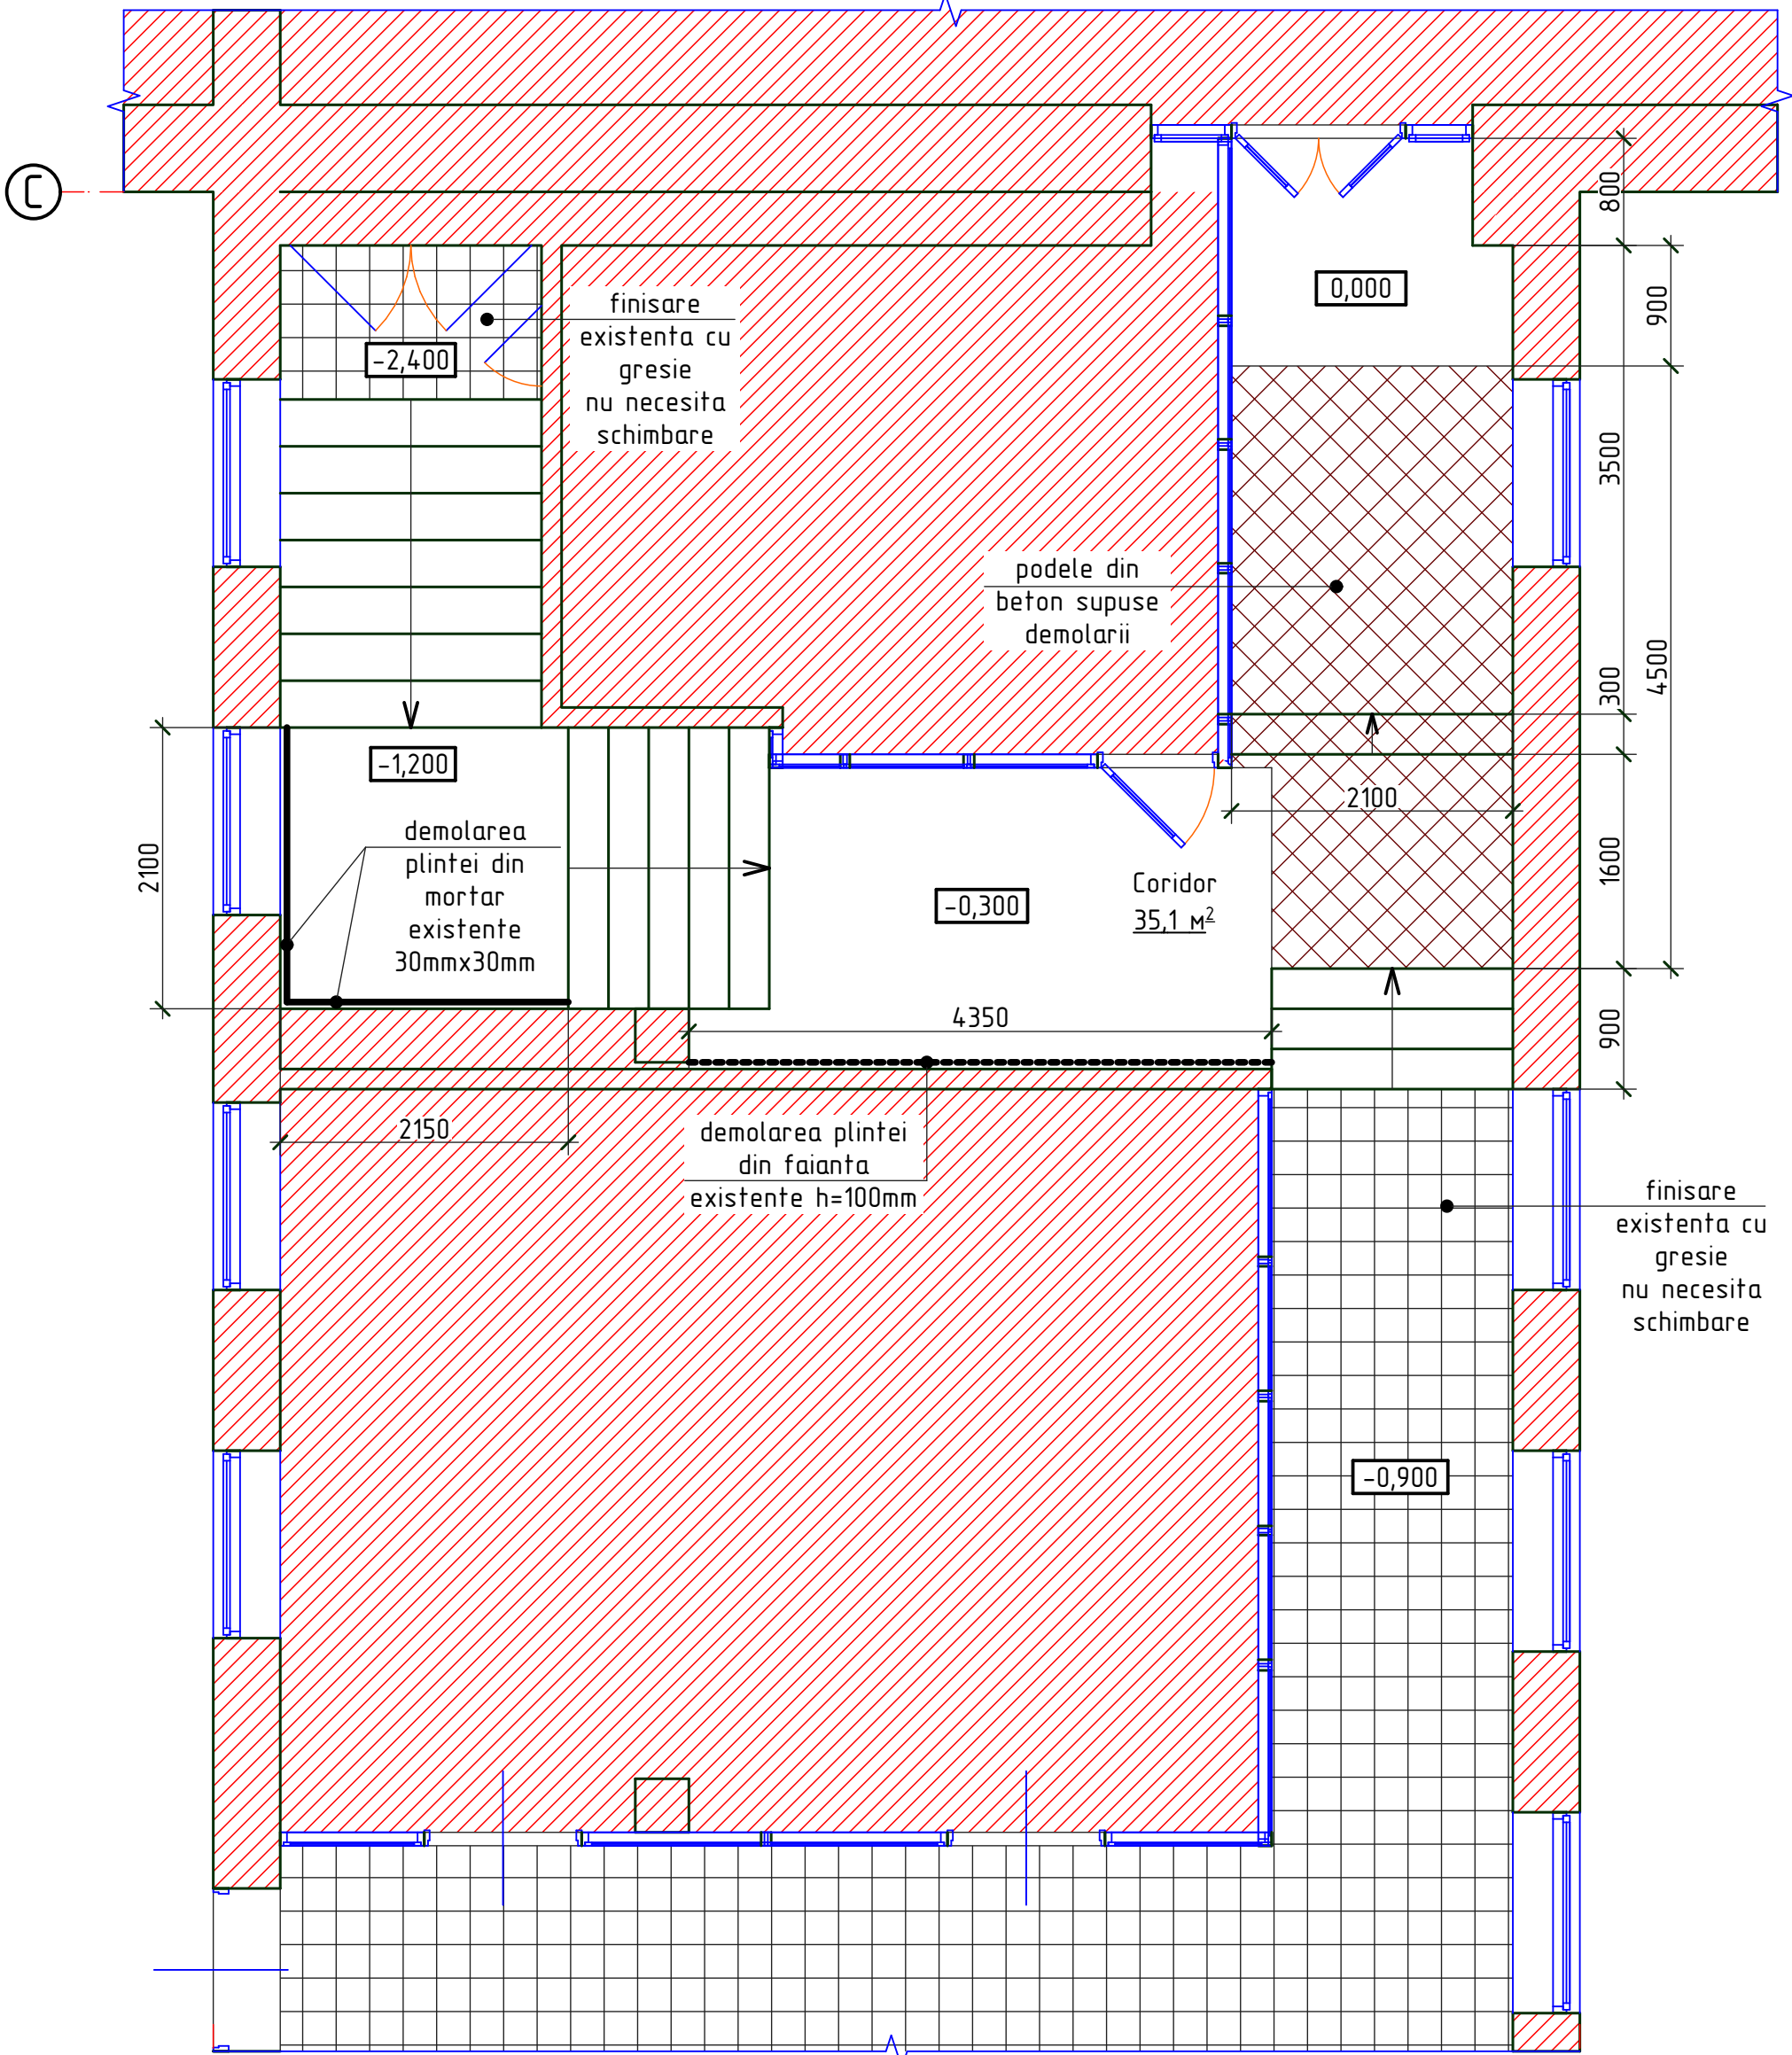 C
800
0,000
900
finisare
existenta cu
gresie
nu necesita
schimbare
-2,400
3500
podele din
beton supuse
demolarii
4500
300
-1,200
2100
demolarea
plintei din
mortar
existente
30mmx30mm
2100
1600
Coridor
35,1 м²
-0,300
4350
900
2150
demolarea plintei
din faianta
existente h=100mm
finisare
existenta cu
gresie
nu necesita
schimbare
-0,900